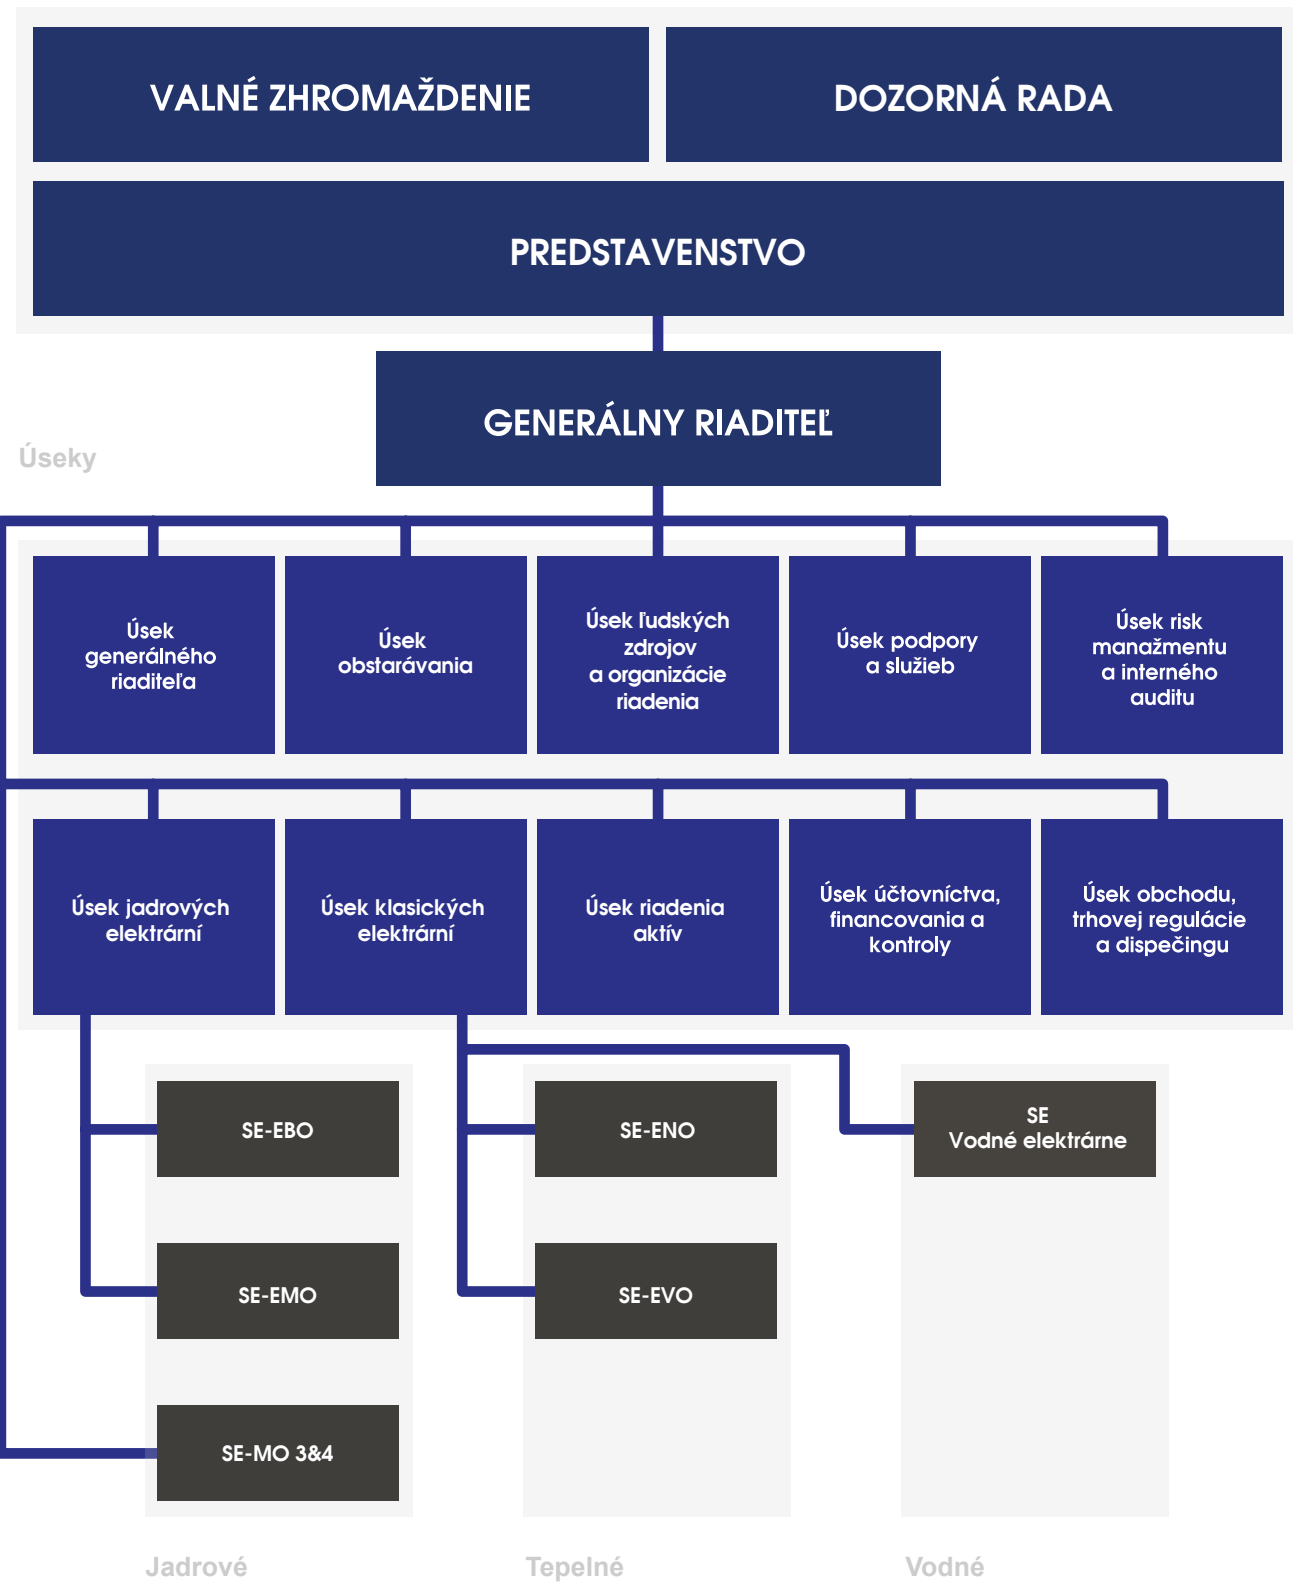 VALNÉ ZHROMAŽDENIE
DOZORNÁ RADA
PREDSTAVENSTVO
GENERÁLNY RIADITEĽ
Úseky
Úsek
generálného
riaditeľa
Úsek
obstarávania
Úsek ľudských
zdrojov
a organizácie
riadenia
Úsek podpory
a služieb
Úsek risk
manažmentu
a interného
auditu
Úsek jadrových
elektrární
Úsek klasických
elektrární
Úsek riadenia
aktív
Úsek účtovníctva,
financovania a
kontroly
Úsek obchodu,
trhovej regulácie
a dispečingu
SE-EBO
SE-ENO
SE
Vodné elektrárne
SE-EMO
SE-EVO
SE-MO 3&4
Jadrové
Tepelné
Vodné